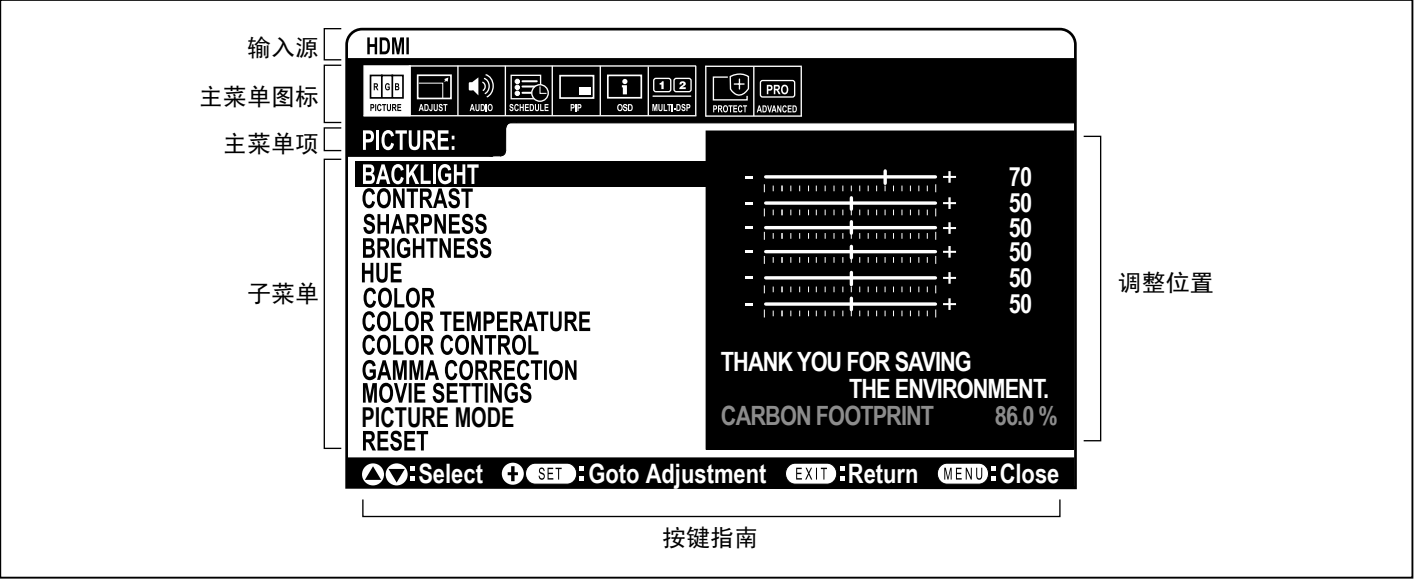 输入源
HDMI
主菜单图标
R G B
PICTURE
ADJUST
AUDIO
SCHEDULE
PIP
i
OSD
1 2
MULTI-DSP
PROTECT
PRO
ADVANCED
主菜单项
PICTURE:
子菜单
BACKLIGHT - + 70
CONTRAST - + 50
SHARPNESS - + 50
BRIGHTNESS - + 50
HUE - + 50
COLOR - + 50
COLOR TEMPERATURE
COLOR CONTROL
GAMMA CORRECTION
MOVIE SETTINGS
PICTURE MODE
RESET
THANK YOU FOR SAVING
THE ENVIRONMENT.
CARBON FOOTPRINT 86.0 %
调整位置
:Select + SET :Goto Adjustment EXIT :Return MENU :Close
按键指南